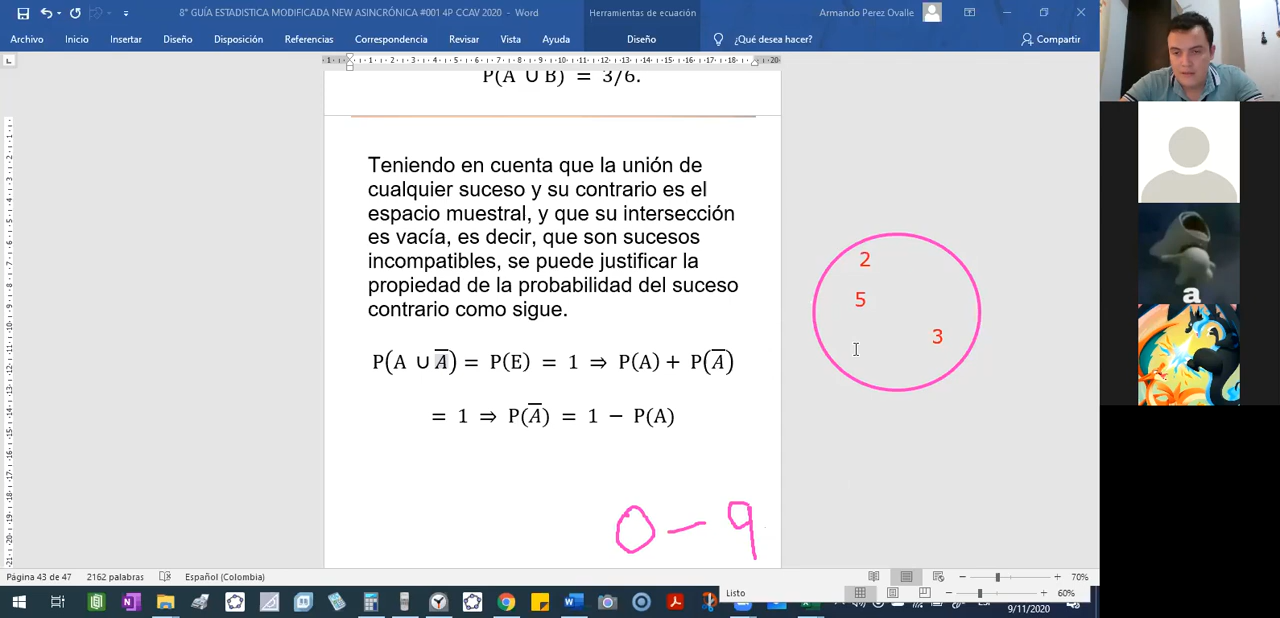 8° GUÍA ESTADISTICA MODIFICADA NEW ASINCRÓNICA #001 4P CCAV 2020 - Word
Herramientas de ecuación
Armando Perez Ovalle
Archivo Inicio Insertar Diseño Disposición Referencias Correspondencia Revisar Vista Ayuda Diseño ¿Qué desea hacer? Compartir
P(A ∪ B) = 3/6.
Teniendo en cuenta que la unión de
cualquier suceso y su contrario es el
espacio muestral, y que su intersección
es vacía, es decir, que son sucesos
incompatibles, se puede justificar la
propiedad de la probabilidad del suceso
contrario como sigue.
P(A ∪ A̅) = P(E) = 1 ⇒ P(A) + P(A̅)
= 1 ⇒ P(A̅) = 1 − P(A)
0 – 9
2
5
3
a
Página 43 de 47 2162 palabras Español (Colombia) 70%
Listo 60%
9/11/2020